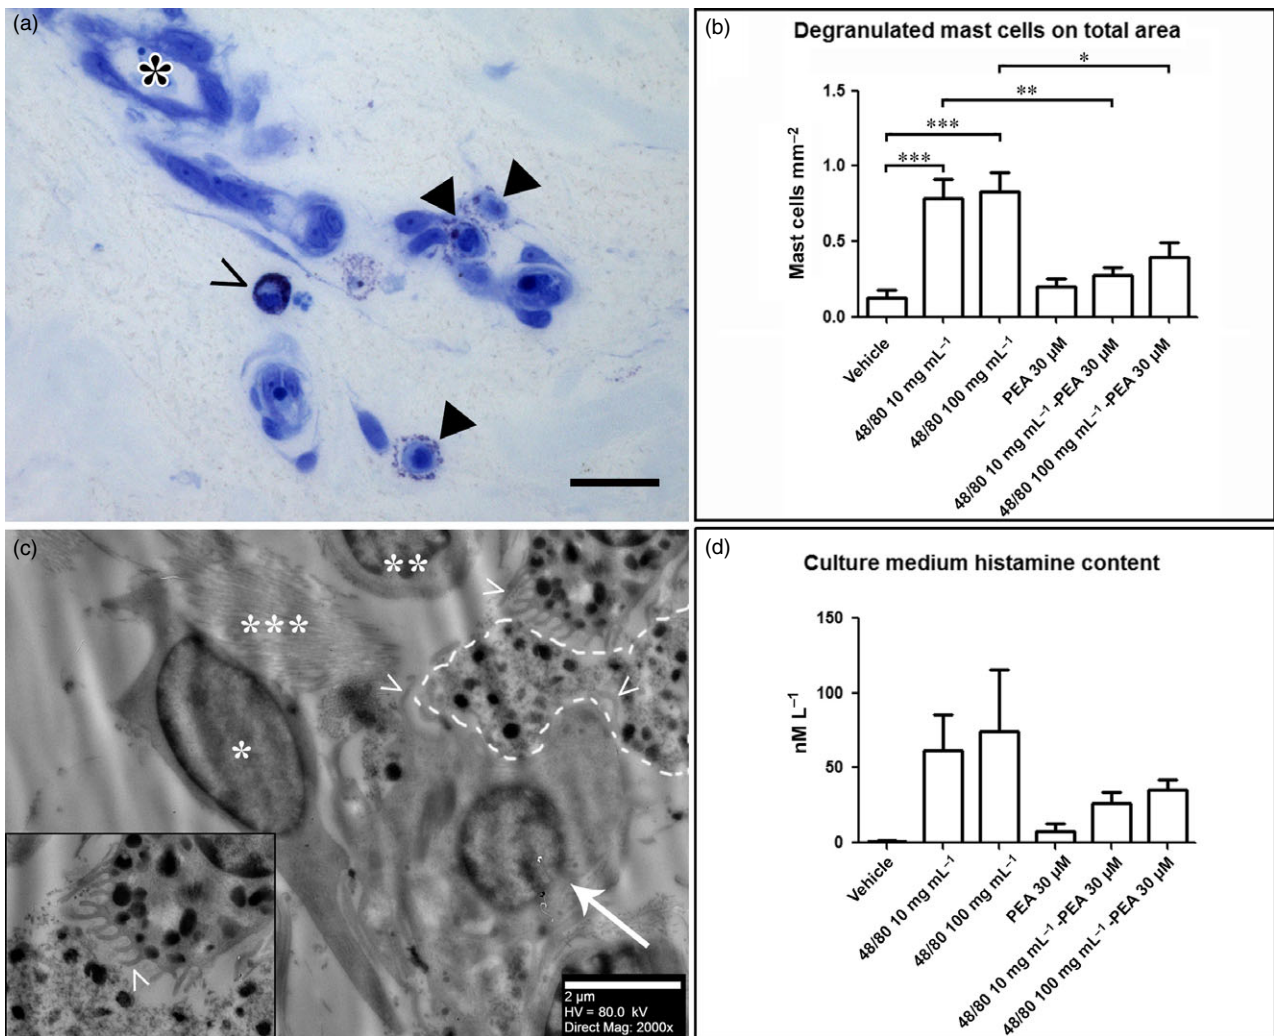 (a)
*
(b)
Degranulated mast cells on total area
*
**
***
***
Mast cells mm⁻²
1.5
1.0
0.5
0.0
Vehicle
48/80 10 mg mL⁻¹
48/80 100 mg mL⁻¹
PEA 30 µM
48/80 10 mg mL⁻¹ -PEA 30 µM
48/80 100 mg mL⁻¹ -PEA 30 µM
(c)
**
***
*
2 µm
HV = 80.0 kV
Direct Mag: 2000x
(d)
Culture medium histamine content
nM L⁻¹
150
100
50
0
Vehicle
48/80 10 mg mL⁻¹
48/80 100 mg mL⁻¹
PEA 30 µM
48/80 10 mg mL⁻¹ -PEA 30 µM
48/80 100 mg mL⁻¹ -PEA 30 µM